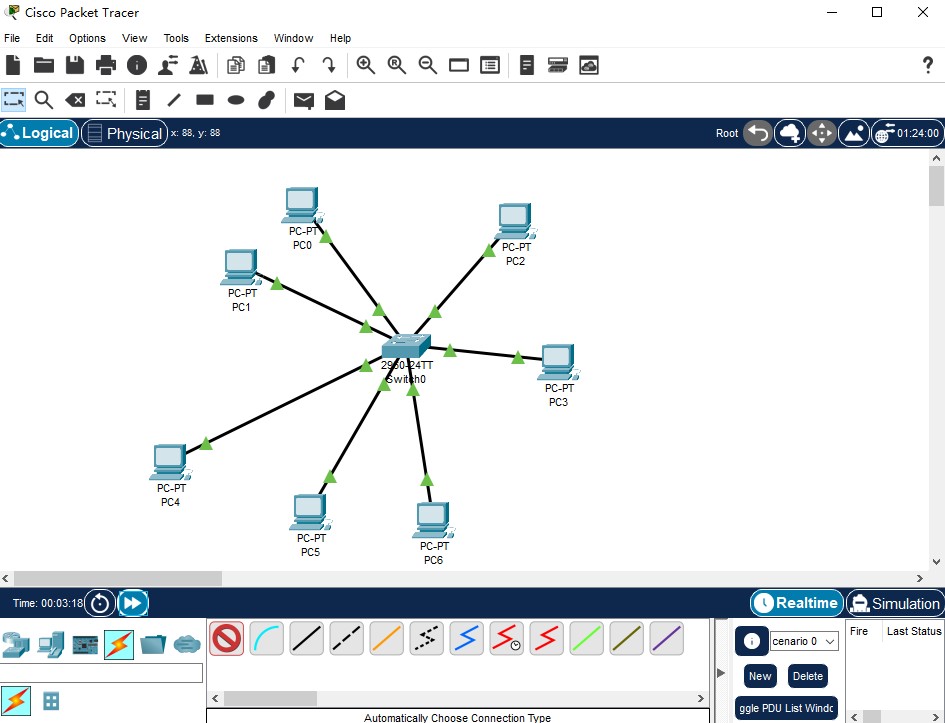 Cisco Packet Tracer
File Edit Options View Tools Extensions Window Help
Logical Physical x: 88, y: 88 Root 01:24:00
PC-PT
PC0
PC-PT
PC2
PC-PT
PC1
2950-24TT
Switch0
PC-PT
PC3
PC-PT
PC4
PC-PT
PC5
PC-PT
PC6
Time: 00:03:18 Realtime Simulation
cenario 0 Fire Last Status
New Delete
ggle PDU List Windc
Automatically Choose Connection Type